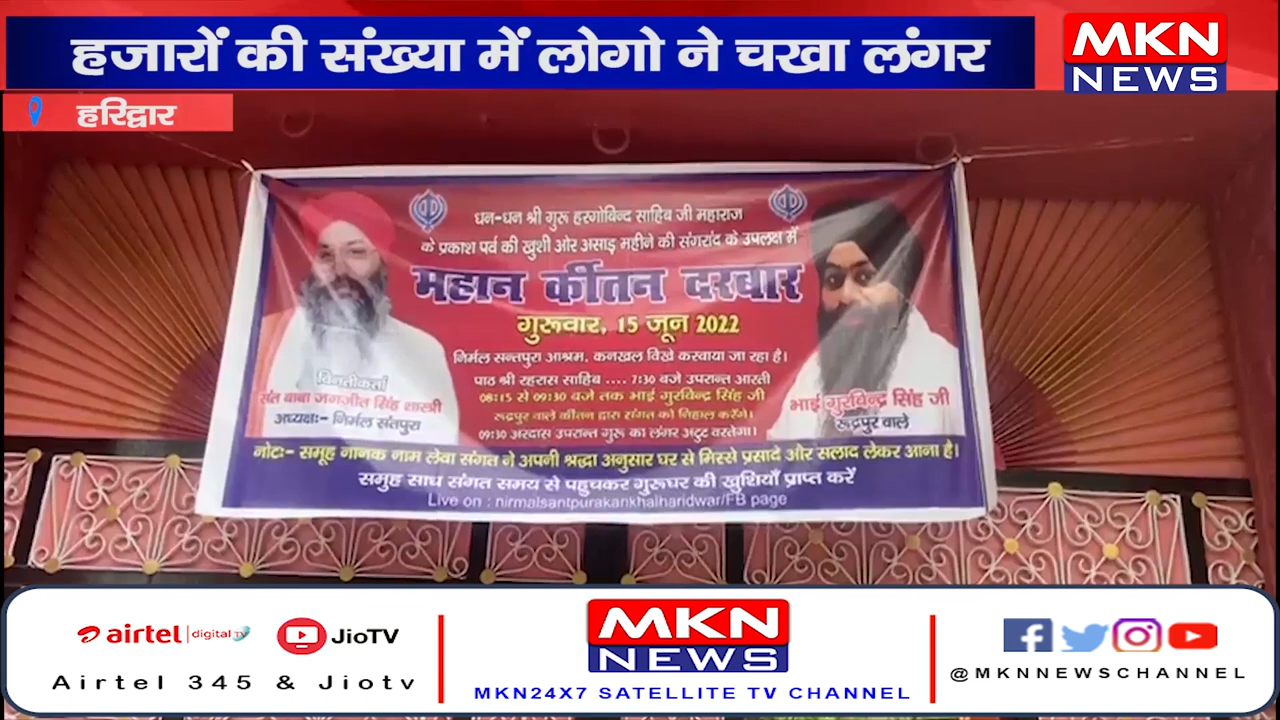 हजारों की संख्या में लोगो ने चखा लंगर
MKN
NEWS
हरिद्वार
धन-धन श्री गुरू हरगोबिन्द साहिब जी महाराज
के प्रकाश पर्व की खुशी ओर असाड़ महीने की संगरांद के उपलक्ष में
महान कीर्तन दरबार
गुरूवार, 15 जून 2022
निर्मल सन्तपुरा आश्रम, कनखल विखे करवाया जा रहा है।
पाठ श्री रहरास साहिब .... 7:30 बजे उपरान्त आरती
08:15 से 09:30 बजे तक भाई गुरबिन्द्र सिंह जी
रूद्रपुर वाले कीर्तन द्वारा संगत को निहाल करेंगे।
09:30 अरदास उपरान्त गुरू का लंगर अटुट वरतेगा।
विनतीकर्ता
संत बाबा जगजीत सिंह शास्त्री
अध्यक्षः- निर्मल संतपुरा
भाई गुरबिन्द्र सिंह जी
रूद्रपुर वाले
नोटः- समूह नानक नाम लेवा संगत ने अपनी श्रद्धा अनुसार घर से मिस्से प्रसादे ओर सलाद लेकर आना है।
समुह साध संगत समय से पहुचकर गुरूघर की खुशियाँ प्राप्त करें
Live on : nirmalsantpurakankhalharidwar/FB page
airtel digital TV
JioTV
Airtel 345 & Jiotv
MKN
NEWS
MKN24X7 SATELLITE TV CHANNEL
@MKNNEWSCHANNEL